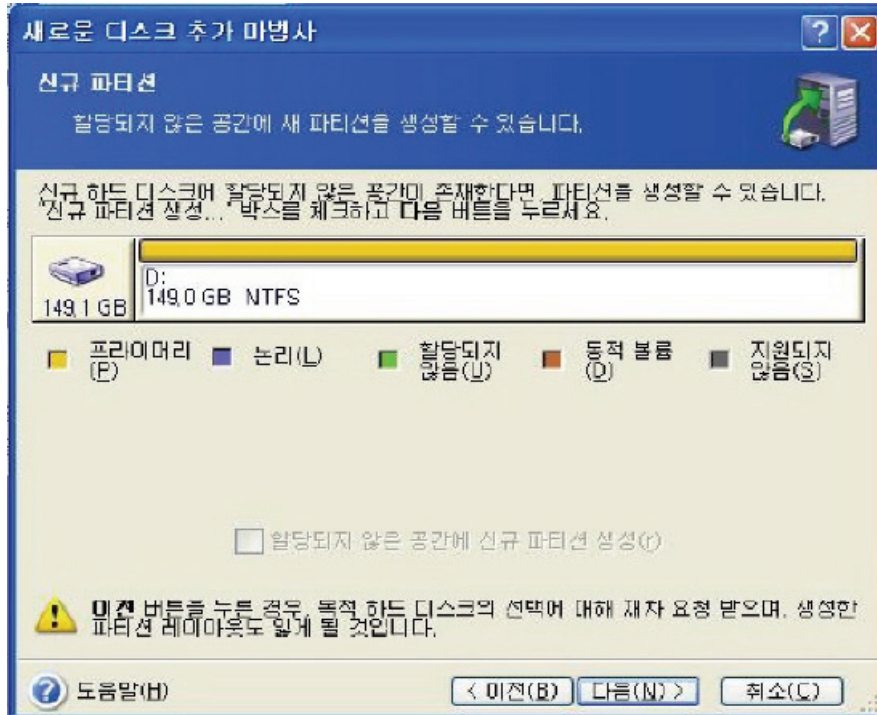 새로운 디스크 추가 마법사
신규 파티션
할당되지 않은 공간에 새 파티션을 생성할 수 있습니다.
신규 하드 디스크에 할당되지 않은 공간이 존재한다면, 파티션을 생성할 수 있습니다.
'신규 파티션 생성...' 박스를 체크하고 다음 버튼을 누르세요.
D:
149.1 GB
149.0 GB NTFS
프라이머리
(P)
논리(L)
할당되지
않음(U)
동적 볼륨
(D)
지원되지
않음(S)
할당되지 않은 공간에 신규 파티션 생성(r)
이전 버튼을 누른 경우, 목적 하드 디스크의 선택에 대해 재차 요청 받으며, 생성한
파티션 레이아웃도 잃게 될 것입니다.
도움말(H)
< 이전(B)
다음(N) >
취소(C)